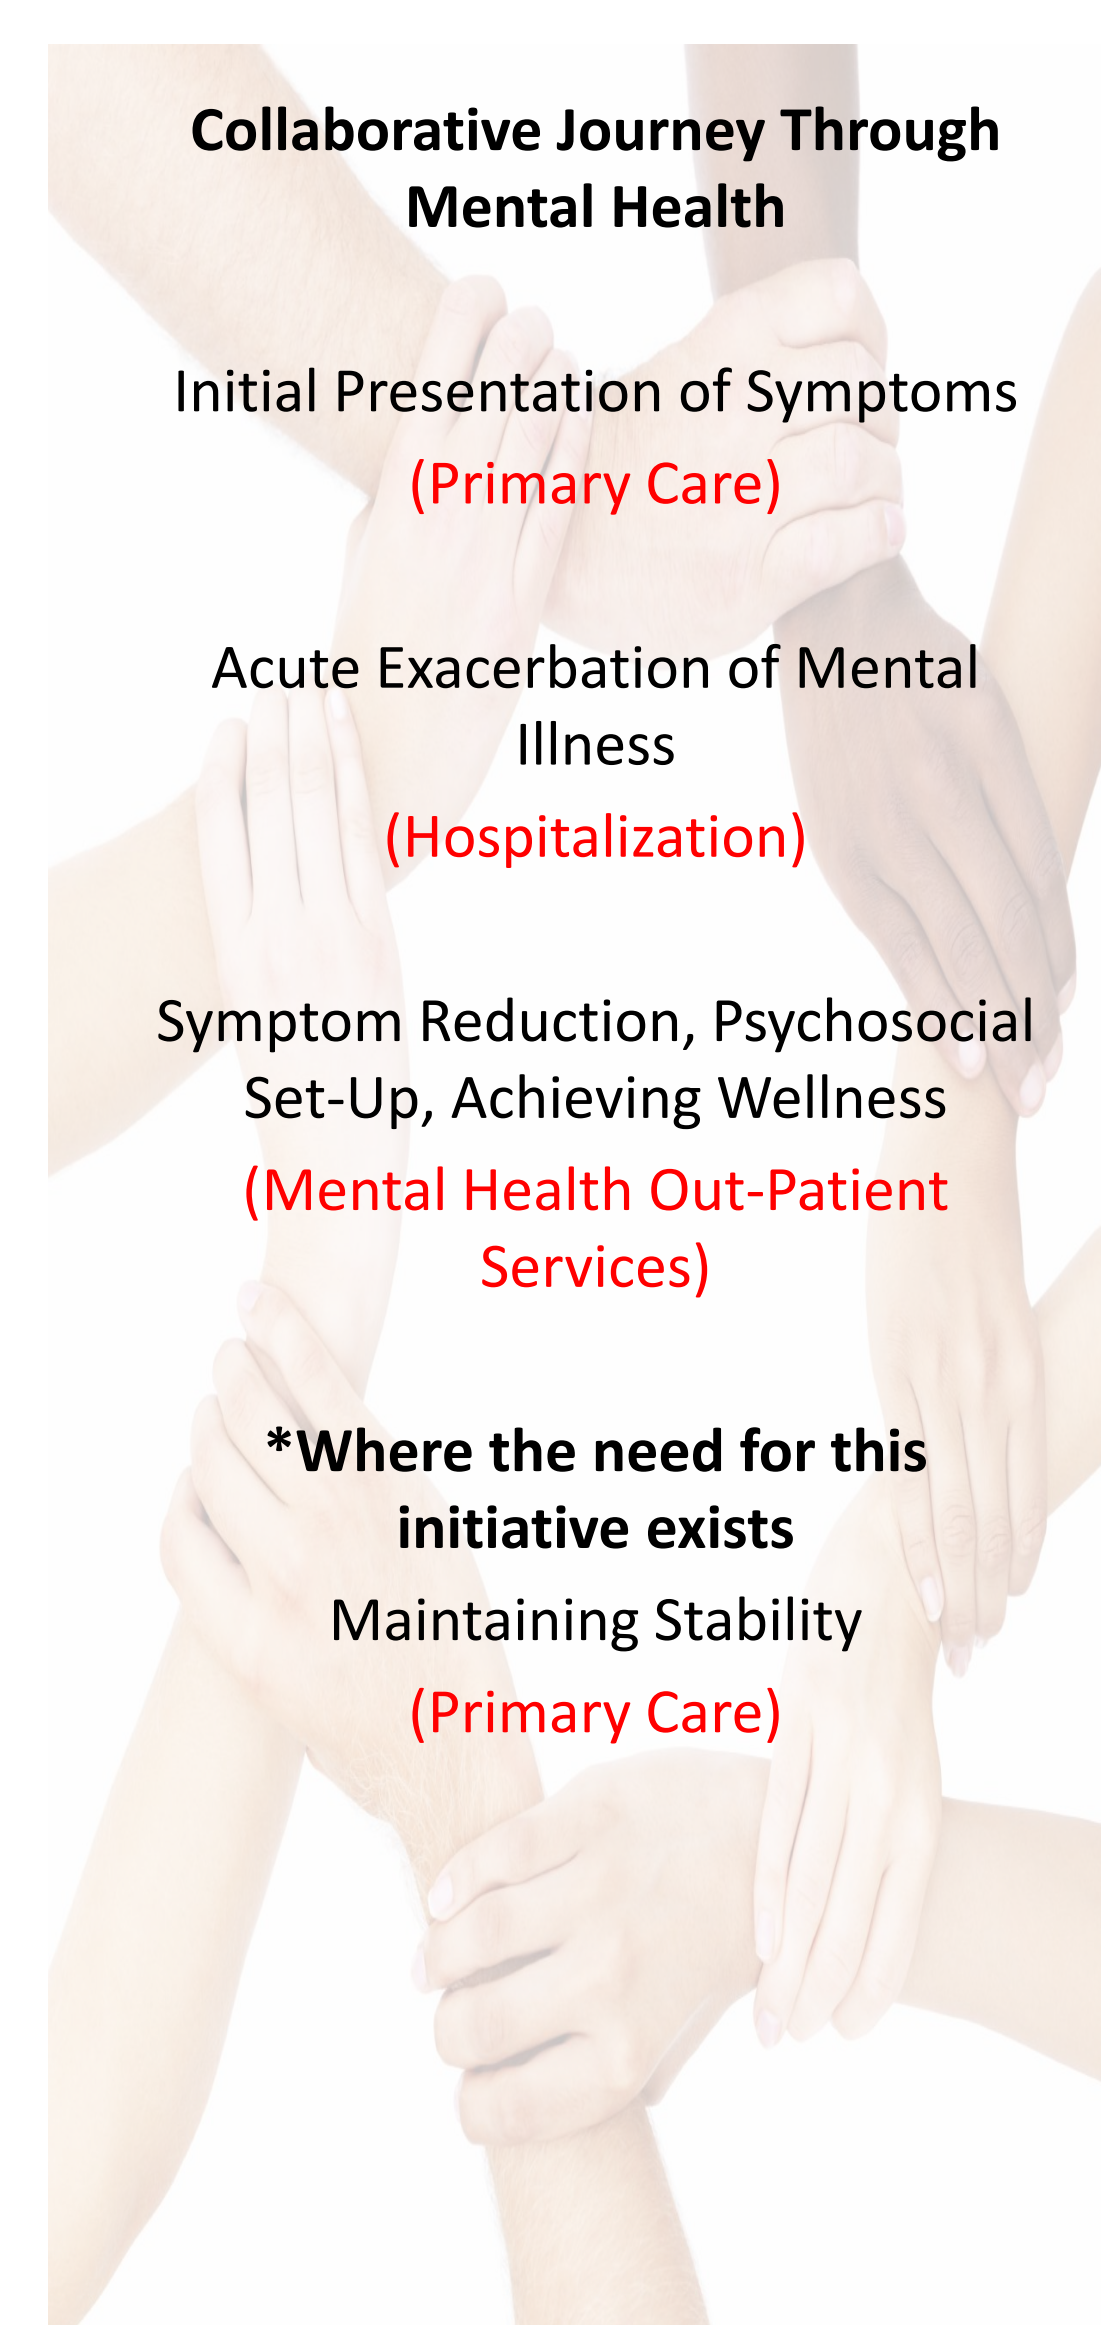 Collaborative Journey Through
Mental Health
Initial Presentation of Symptoms
(Primary Care)
Acute Exacerbation of Mental
Illness
(Hospitalization)
Symptom Reduction, Psychosocial
Set-Up, Achieving Wellness
(Mental Health Out-Patient
Services)
*Where the need for this
initiative exists
Maintaining Stability
(Primary Care)